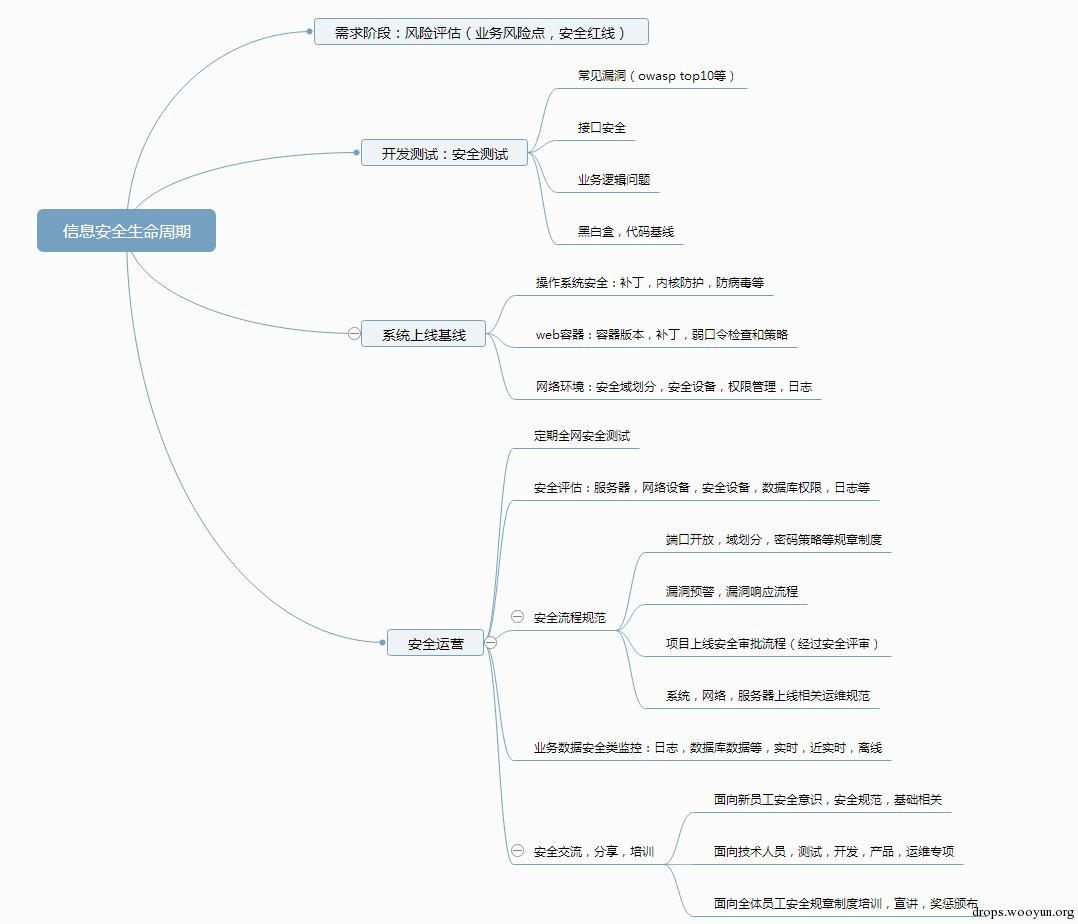 需求阶段：风险评估（业务风险点，安全红线）
常见漏洞（owasp top10等）
接口安全
开发测试：安全测试
业务逻辑问题
黑白盒，代码基线
信息安全生命周期
操作系统安全：补丁，内核防护，防病毒等
系统上线基线
web容器：容器版本，补丁，弱口令检查和策略
网络环境：安全域划分，安全设备，权限管理，日志
定期全网安全测试
安全评估：服务器，网络设备，安全设备，数据库权限，日志等
端口开放，域划分，密码策略等规章制度
漏洞预警，漏洞响应流程
安全流程规范
安全运营
项目上线安全审批流程（经过安全评审）
系统，网络，服务器上线相关运维规范
业务数据安全类监控：日志，数据库数据等，实时，近实时，离线
面向新员工安全意识，安全规范，基础相关
安全交流，分享，培训
面向技术人员，测试，开发，产品，运维专项
面向全体员工安全规章制度培训，宣讲，奖惩颁布
drops.wooyun.org